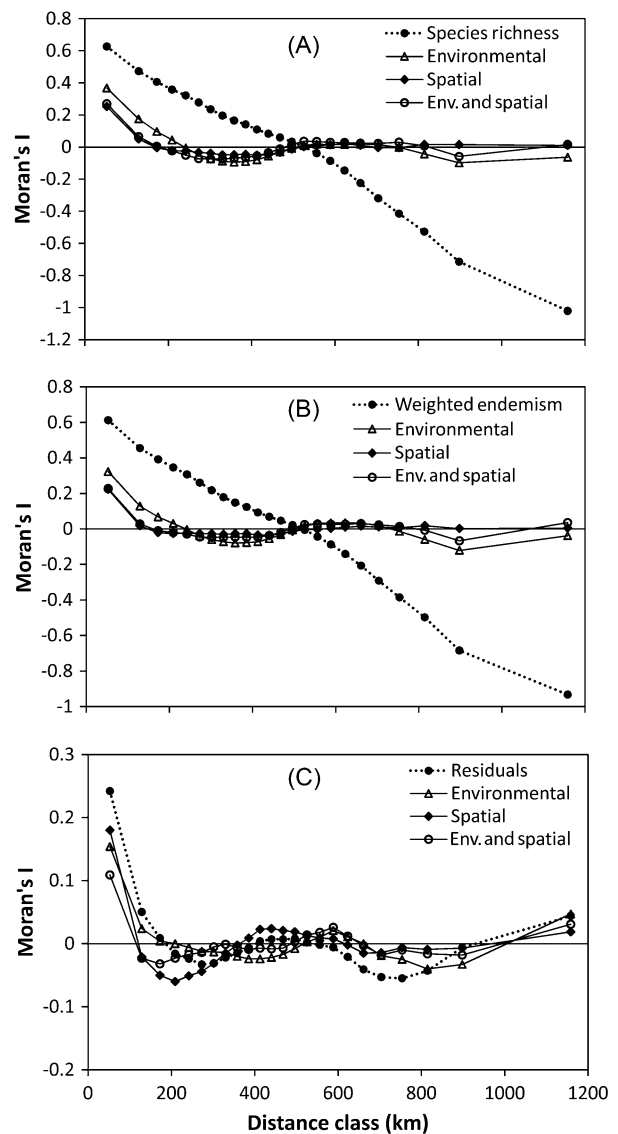 0.8
(A)
Species richness
Environmental
Spatial
Env. and spatial
0.6
0.4
0.2
0
-0.2
-0.4
-0.6
-0.8
-1
-1.2
Moran's I
0.8
(B)
Weighted endemism
Environmental
Spatial
Env. and spatial
0.6
0.4
0.2
0
-0.2
-0.4
-0.6
-0.8
-1
Moran's I
0.3
(C)
Residuals
Environmental
Spatial
Env. and spatial
0.2
0.1
0
-0.1
-0.2
Moran's I
0 200 400 600 800 1000 1200
Distance class (km)